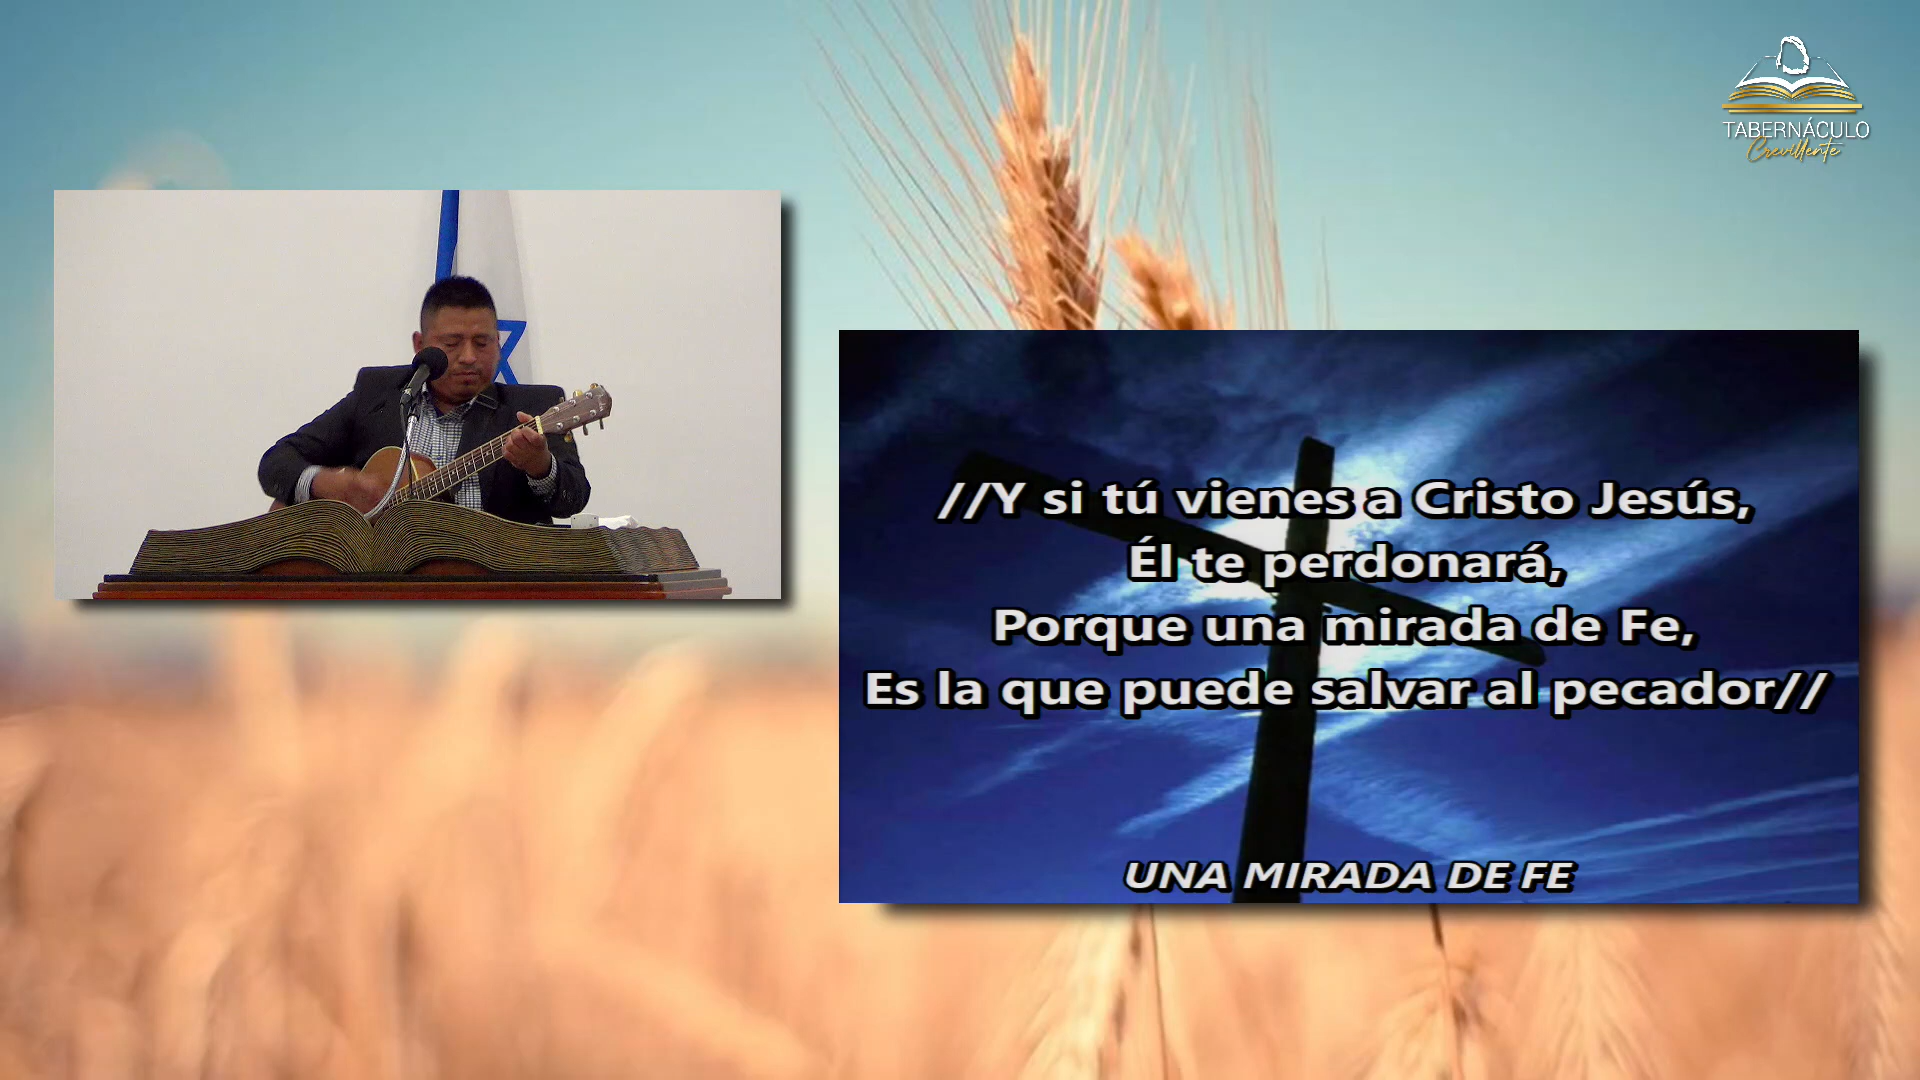 TABERNÁCULO
Crevillente
//Y si tú vienes a Cristo Jesús,
Él te perdonará,
Porque una mirada de Fe,
Es la que puede salvar al pecador//
UNA MIRADA DE FE